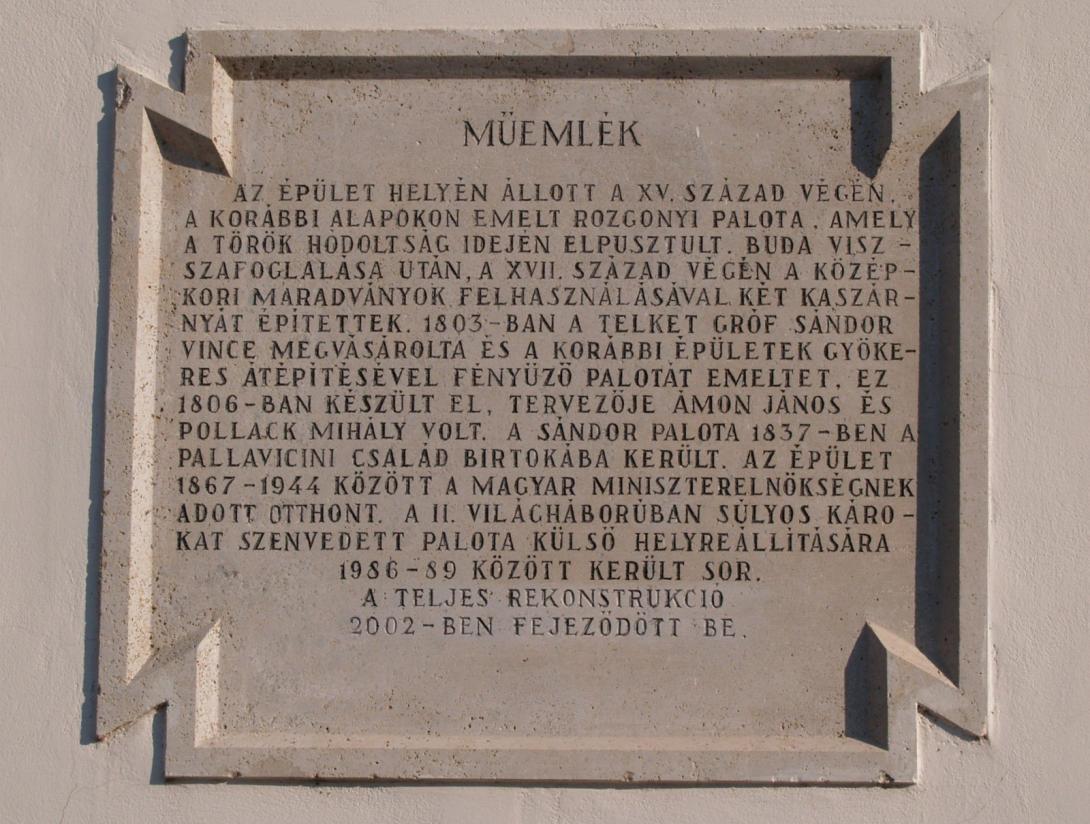 MŰEMLÉK
AZ ÉPÜLET HELYÉN ÁLLOTT A XV. SZÁZAD VÉGÉN,
A KORÁBBI ALAPOKON EMELT ROZGONYI PALOTA, AMELY
A TÖRÖK HÓDOLTSÁG IDEJÉN ELPUSZTULT. BUDA VISZ-
SZAFOGLALÁSA UTÁN, A XVII. SZÁZAD VÉGÉN A KÖZÉP-
KORI MARADVÁNYOK FELHASZNÁLÁSÁVAL KÉT KASZÁR-
NYÁT ÉPÍTETTEK. 1803-BAN A TELKET GRÓF SÁNDOR
VINCE MEGVÁSÁROLTA ÉS A KORÁBBI ÉPÜLETEK GYÖKE-
RES ÁTÉPÍTÉSÉVEL FÉNYŰZŐ PALOTÁT EMELTET. EZ
1806-BAN KÉSZÜLT EL, TERVEZŐJE ÁMON JÁNOS ÉS
POLLACK MIHÁLY VOLT. A SÁNDOR PALOTA 1837-BEN A
PALLAVICINI CSALÁD BIRTOKÁBA KERÜLT. AZ ÉPÜLET
1867-1944 KÖZÖTT A MAGYAR MINISZTERELNÖKSÉGNEK
ADOTT OTTHONT. A II. VILÁGHÁBORÚBAN SÚLYOS KÁRO-
KAT SZENVEDETT PALOTA KÜLSŐ HELYREÁLLÍTÁSÁRA
1986-89 KÖZÖTT KERÜLT SOR.
A TELJES REKONSTRUKCIÓ
2002-BEN FEJEZŐDÖTT BE.